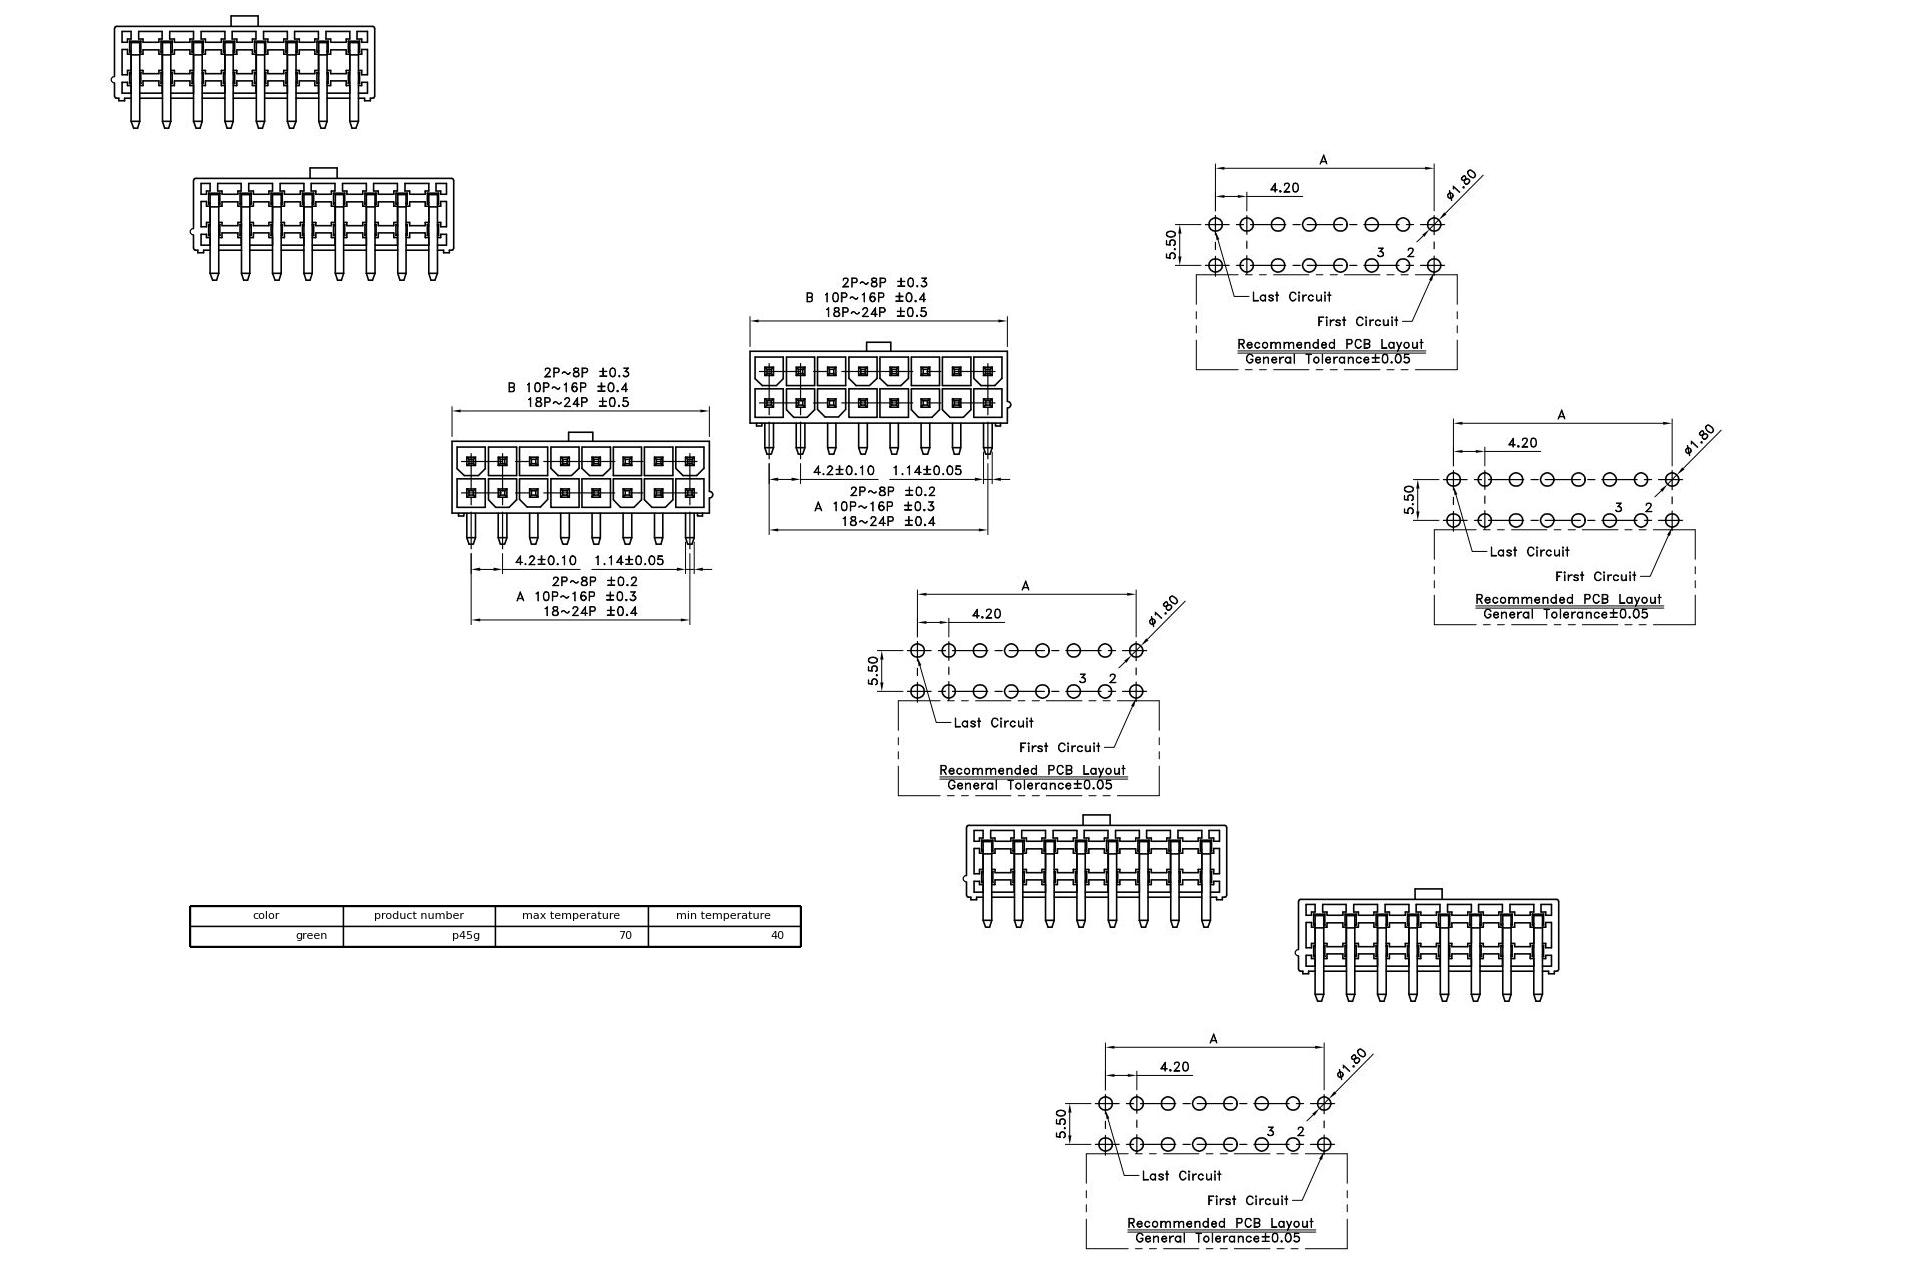 A
4.20
ø1.80
5.50
3 2
Last Circuit
First Circuit
Recommended PCB Layout
General Tolerance±0.05
2P~8P ±0.3
B 10P~16P ±0.4
18P~24P ±0.5
4.2±0.10 1.14±0.05
2P~8P ±0.2
A 10P~16P ±0.3
18~24P ±0.4
2P~8P ±0.3
B 10P~16P ±0.4
18P~24P ±0.5
4.2±0.10 1.14±0.05
2P~8P ±0.2
A 10P~16P ±0.3
18~24P ±0.4
A
4.20
ø1.80
5.50
3 2
Last Circuit
First Circuit
Recommended PCB Layout
General Tolerance±0.05
A
4.20
ø1.80
5.50
3 2
Last Circuit
First Circuit
Recommended PCB Layout
General Tolerance±0.05
color product number max temperature min temperature
green p45g 70 40
A
4.20
ø1.80
5.50
3 2
Last Circuit
First Circuit
Recommended PCB Layout
General Tolerance±0.05